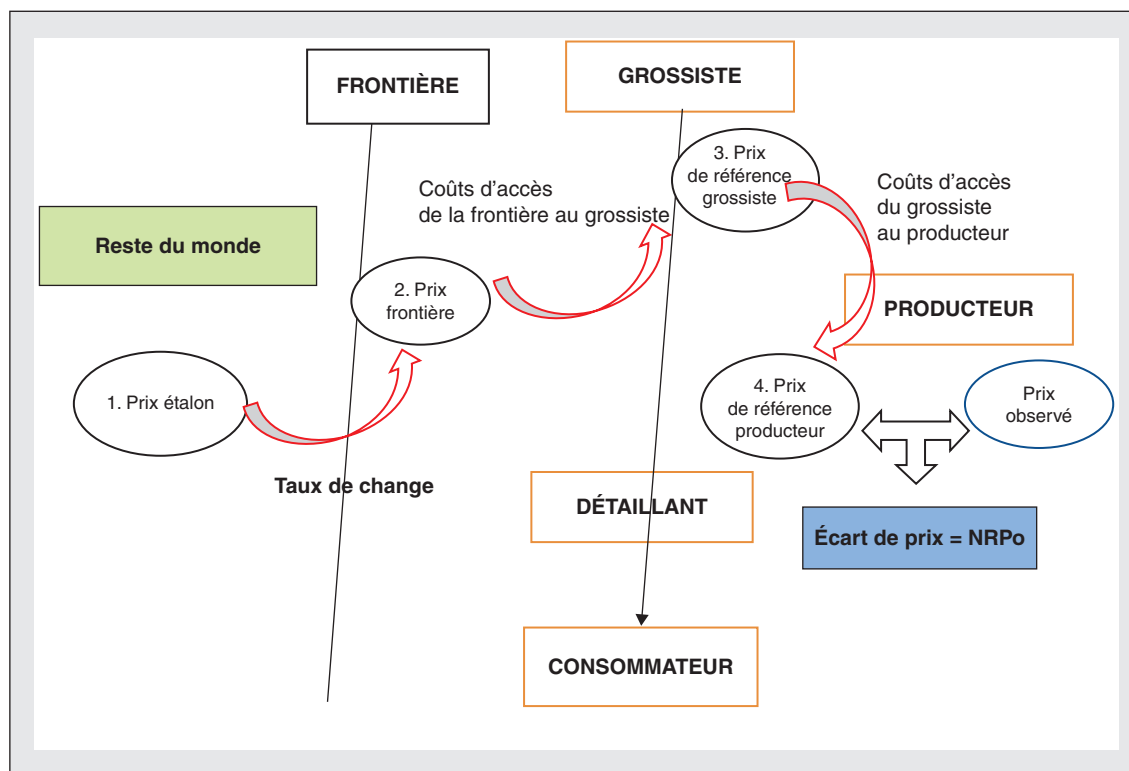 FRONTIÈRE
GROSSISTE
3. Prix
de référence
grossiste
Coûts d'accès
de la frontière au grossiste
Coûts d'accès
du grossiste
au producteur
Reste du monde
2. Prix
frontière
PRODUCTEUR
1. Prix étalon
4. Prix
de référence
producteur
Prix
observé
Taux de change
DÉTAILLANT
Écart de prix = NRPo
CONSOMMATEUR